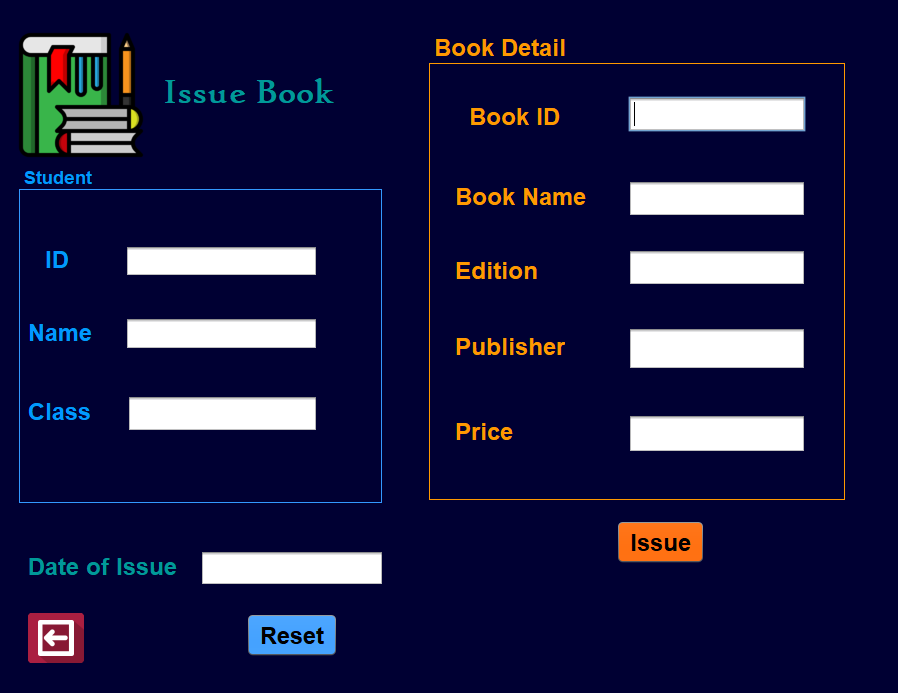 Issue Book
Student
ID
Name
Class
Date of Issue
Reset
Book Detail
Book ID
Book Name
Edition
Publisher
Price
Issue